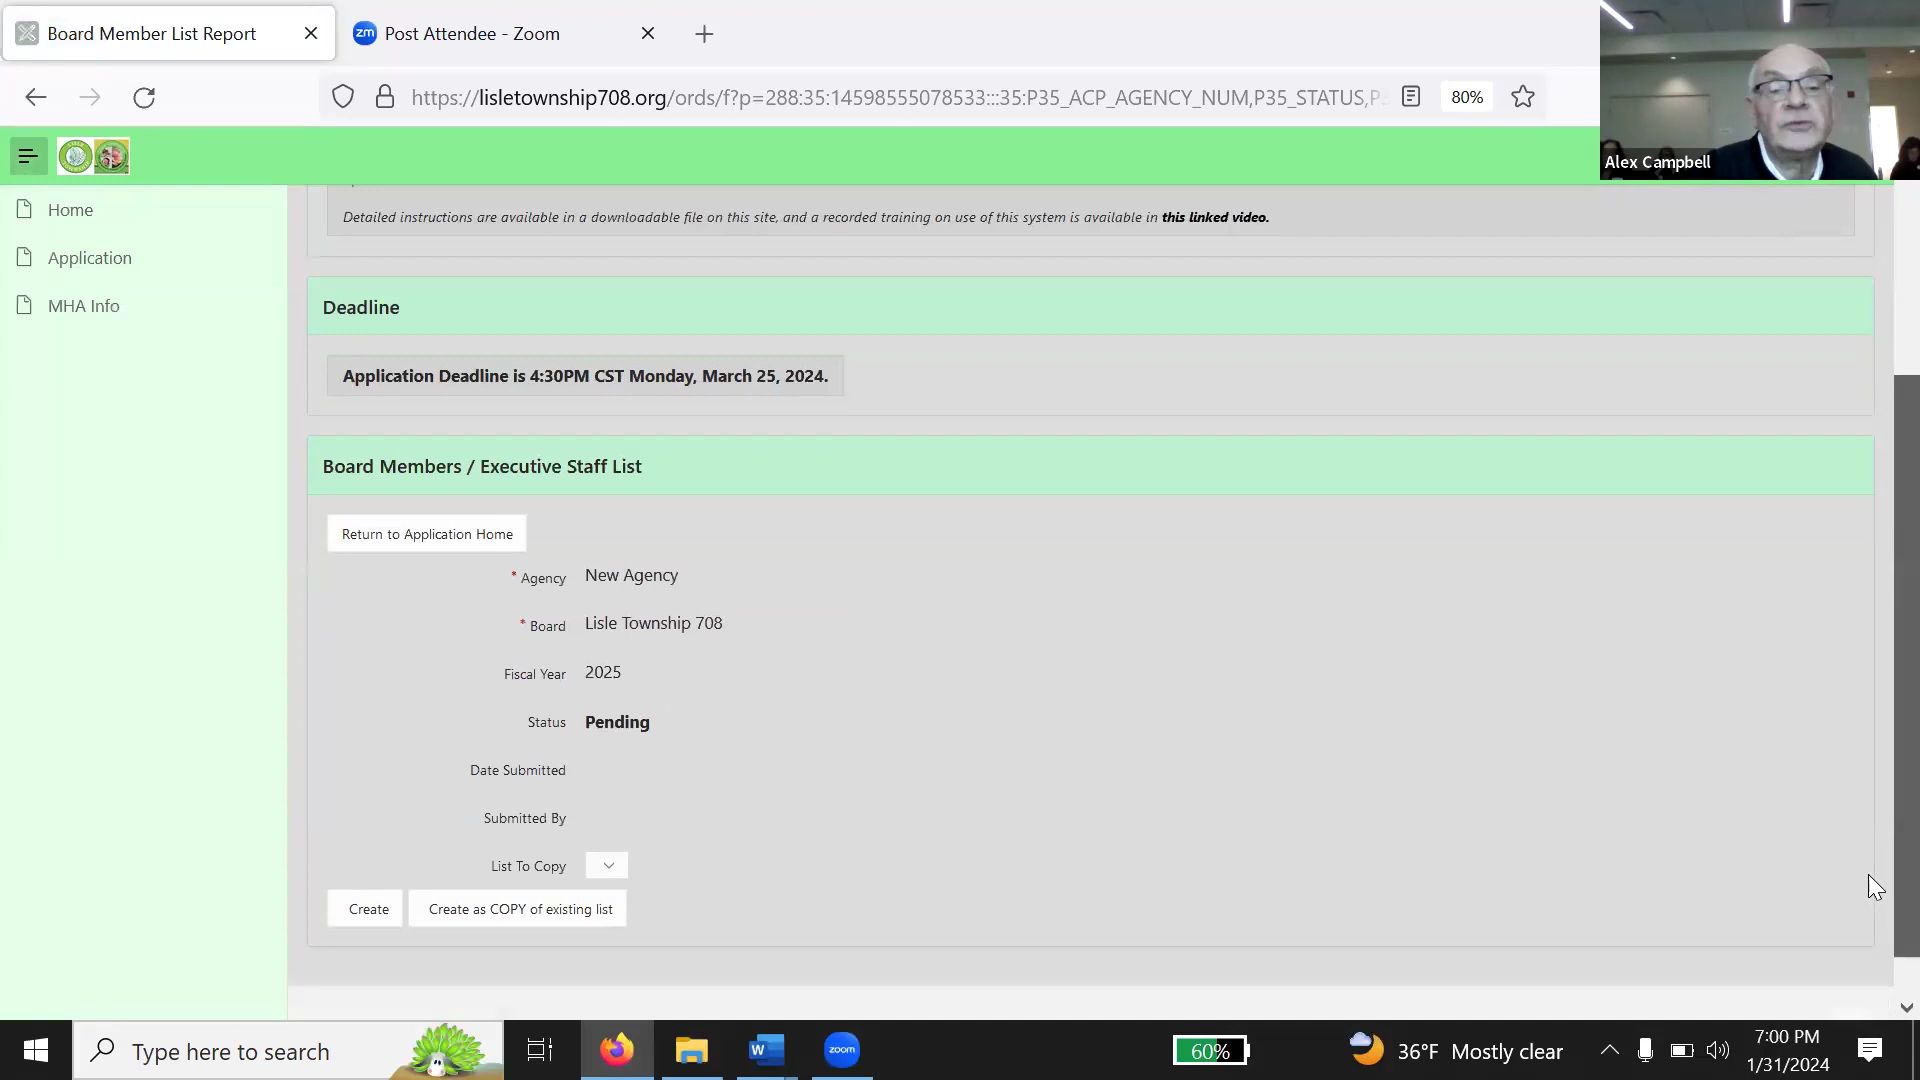 Board Member List Report
Post Attendee - Zoom
https://lisletownship708.org/ords/f?p=288:35:14598555078533:::35:P35_ACP_AGENCY_NUM,P35_STATUS,P
80%
Alex Campbell
Home
Application
MHA Info
Detailed instructions are available in a downloadable file on this site, and a recorded training on use of this system is available in this linked video.
Deadline
Application Deadline is 4:30PM CST Monday, March 25, 2024.
Board Members / Executive Staff List
Return to Application Home
* Agency New Agency
* Board Lisle Township 708
Fiscal Year 2025
Status Pending
Date Submitted
Submitted By
List To Copy
Create Create as COPY of existing list
Type here to search
zoom
60%
36°F Mostly clear
7:00 PM
1/31/2024